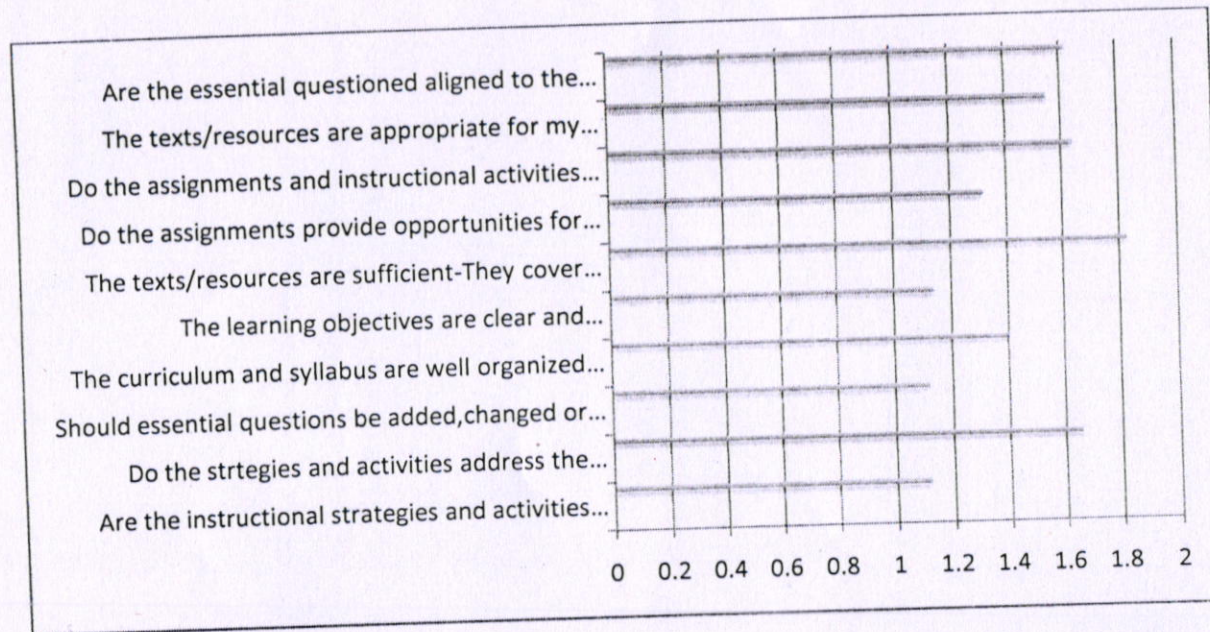 Are the essential questioned aligned to the...
The texts/resources are appropriate for my...
Do the assignments and instructional activities...
Do the assignments provide opportunities for...
The texts/resources are sufficient-They cover...
The learning objectives are clear and...
The curriculum and syllabus are well organized...
Should essential questions be added,changed or...
Do the strtegies and activities address the...
Are the instructional strategies and activities...
0 0.2 0.4 0.6 0.8 1 1.2 1.4 1.6 1.8 2